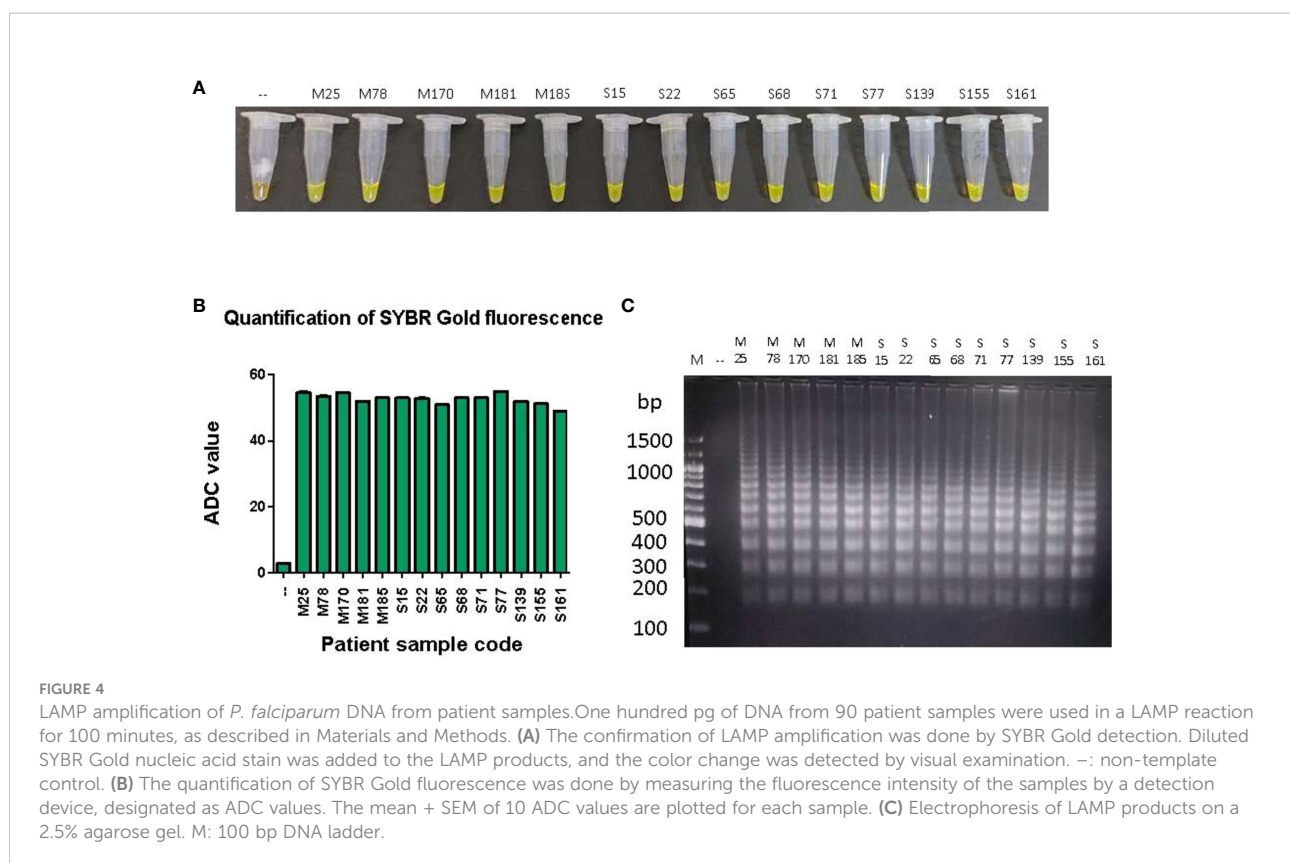 A
-- M25 M78 M170 M181 M185 S15 S22 S65 S68 S71 S77 S139 S155 S161
B
Quantification of SYBR Gold fluorescence
60
40
20
0
ADC value
-- M25 M78 M170 M181 M185 S15 S22 S65 S68 S71 S77 S139 S155 S161
Patient sample code
C
M M M M M S S S S S S S S S
M -- 25 78 170 181 185 15 22 65 68 71 77 139 155 161
bp
1500
1000
500
400
300
200
100
FIGURE 4
LAMP amplification of P. falciparum DNA from patient samples.One hundred pg of DNA from 90 patient samples were used in a LAMP reaction
for 100 minutes, as described in Materials and Methods. (A) The confirmation of LAMP amplification was done by SYBR Gold detection. Diluted
SYBR Gold nucleic acid stain was added to the LAMP products, and the color change was detected by visual examination. –: non-template
control. (B) The quantification of SYBR Gold fluorescence was done by measuring the fluorescence intensity of the samples by a detection
device, designated as ADC values. The mean + SEM of 10 ADC values are plotted for each sample. (C) Electrophoresis of LAMP products on a
2.5% agarose gel. M: 100 bp DNA ladder.